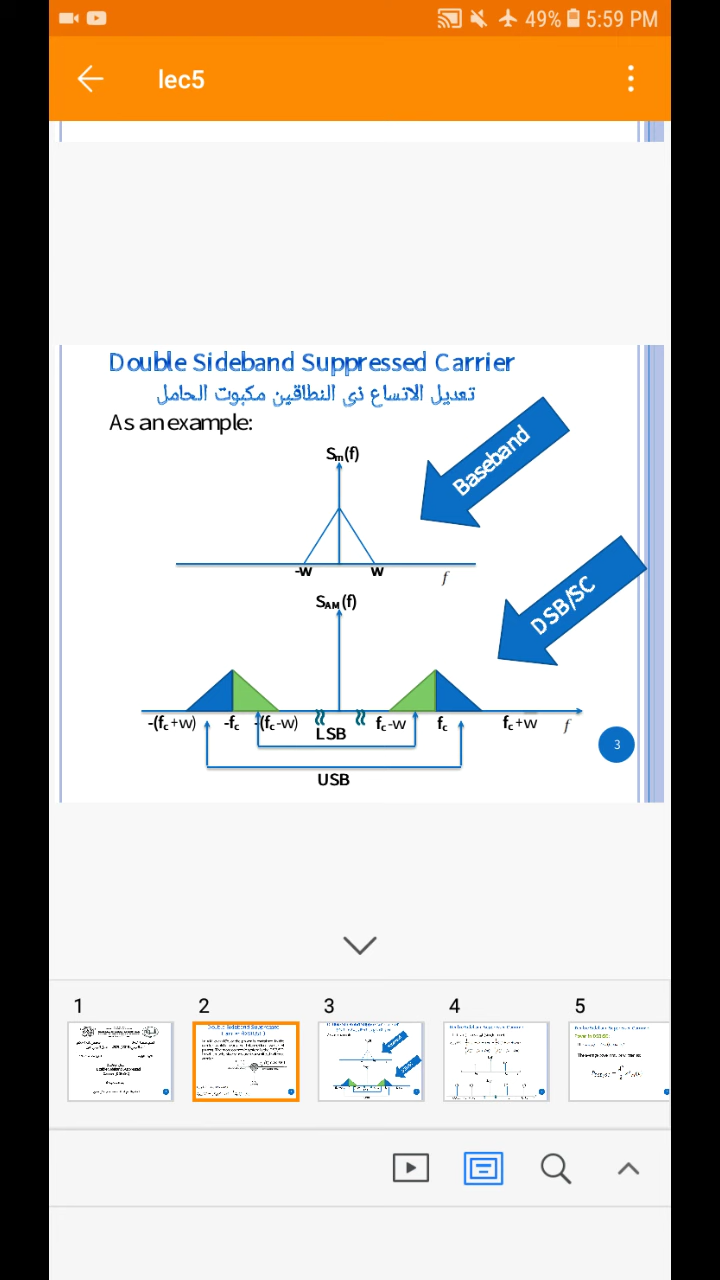 49% 5:59 PM
lec5
Double Sideband Suppressed Carrier
تعديل الاتساع ذي النطاقين مكبوت الحامل
As an example:
Sm(f)
Baseband
-w w f
SAM(f)
DSB/SC
-(fc+w) -fc -(fc-w) fc-w fc fc+w f
LSB
USB
3
1 2 3 4 5